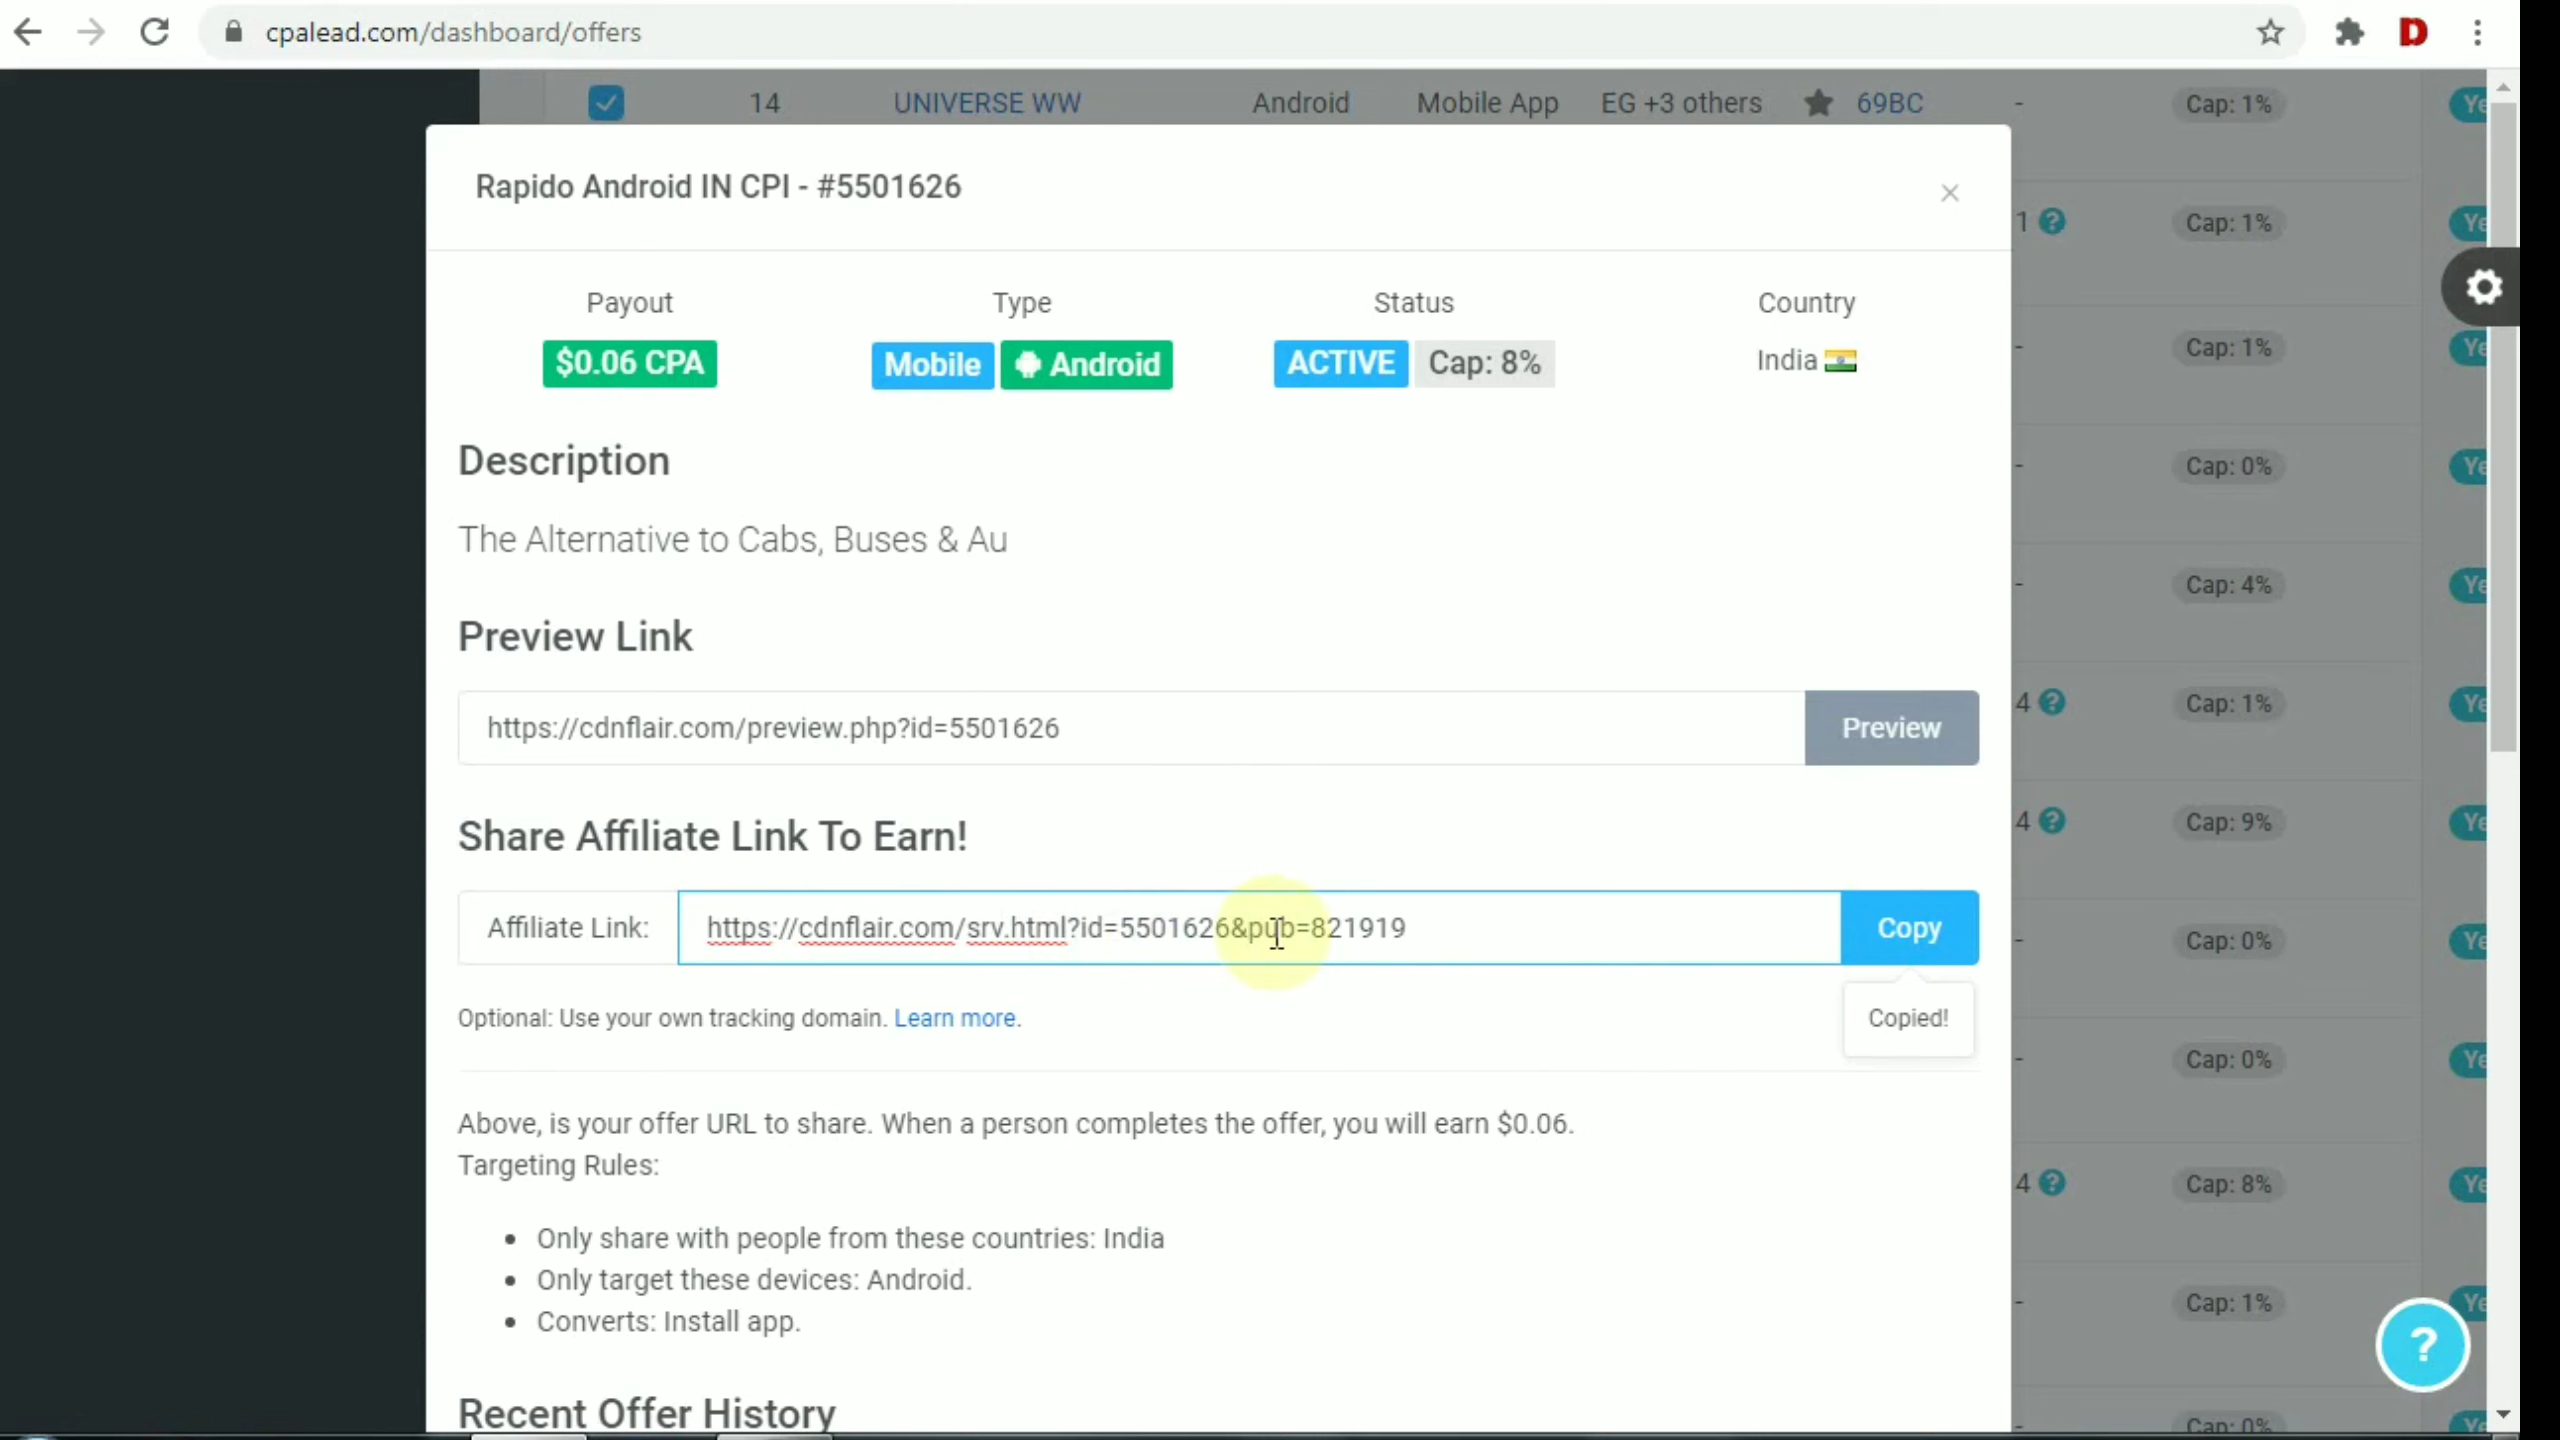 cpalead.com/dashboard/offers
D
14 UNIVERSE WW Android Mobile App EG +3 others 69BC - Cap: 1%
Rapido Android IN CPI - #5501626 ×
1 ? Cap: 1%
Payout Type Status Country
$0.06 CPA Mobile Android ACTIVE Cap: 8% India
- Cap: 1%
Description
- Cap: 0%
The Alternative to Cabs, Buses & Au
- Cap: 4%
Preview Link
https://cdnflair.com/preview.php?id=5501626 Preview
4 ? Cap: 1%
Share Affiliate Link To Earn!
4 ? Cap: 9%
Affiliate Link: https://cdnflair.com/srv.html?id=5501626&pub=821919 Copy
- Cap: 0%
Optional: Use your own tracking domain. Learn more.
Copied!
- Cap: 0%
Above, is your offer URL to share. When a person completes the offer, you will earn $0.06.
Targeting Rules:
4 ? Cap: 8%
• Only share with people from these countries: India
• Only target these devices: Android.
• Converts: Install app.
- Cap: 1%
?
Recent Offer History
- Cap: 0%